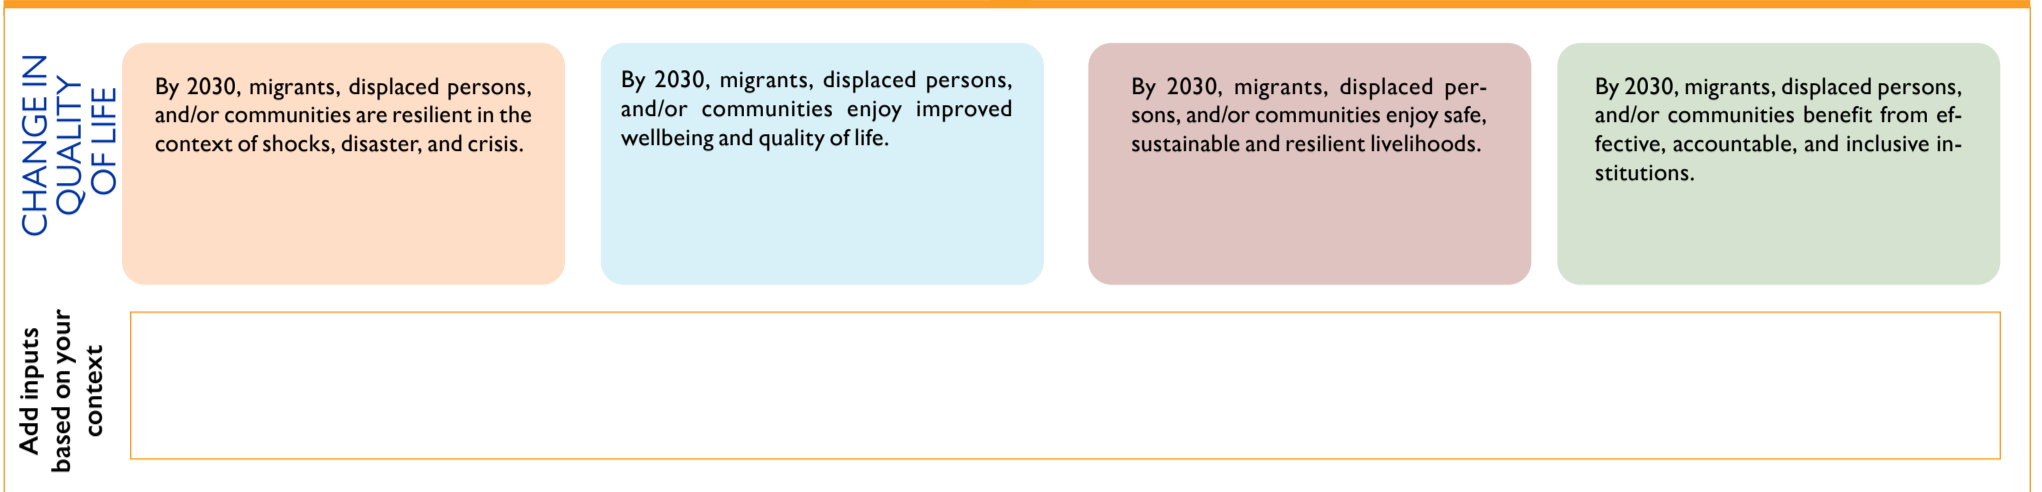 CHANGE IN
QUALITY
OF LIFE
By 2030, migrants, displaced persons,
and/or communities are resilient in the
context of shocks, disaster, and crisis.
By 2030, migrants, displaced persons,
and/or communities enjoy improved
wellbeing and quality of life.
By 2030, migrants, displaced per-
sons, and/or communities enjoy safe,
sustainable and resilient livelihoods.
By 2030, migrants, displaced persons,
and/or communities benefit from ef-
fective, accountable, and inclusive in-
stitutions.
Add inputs
based on your
context